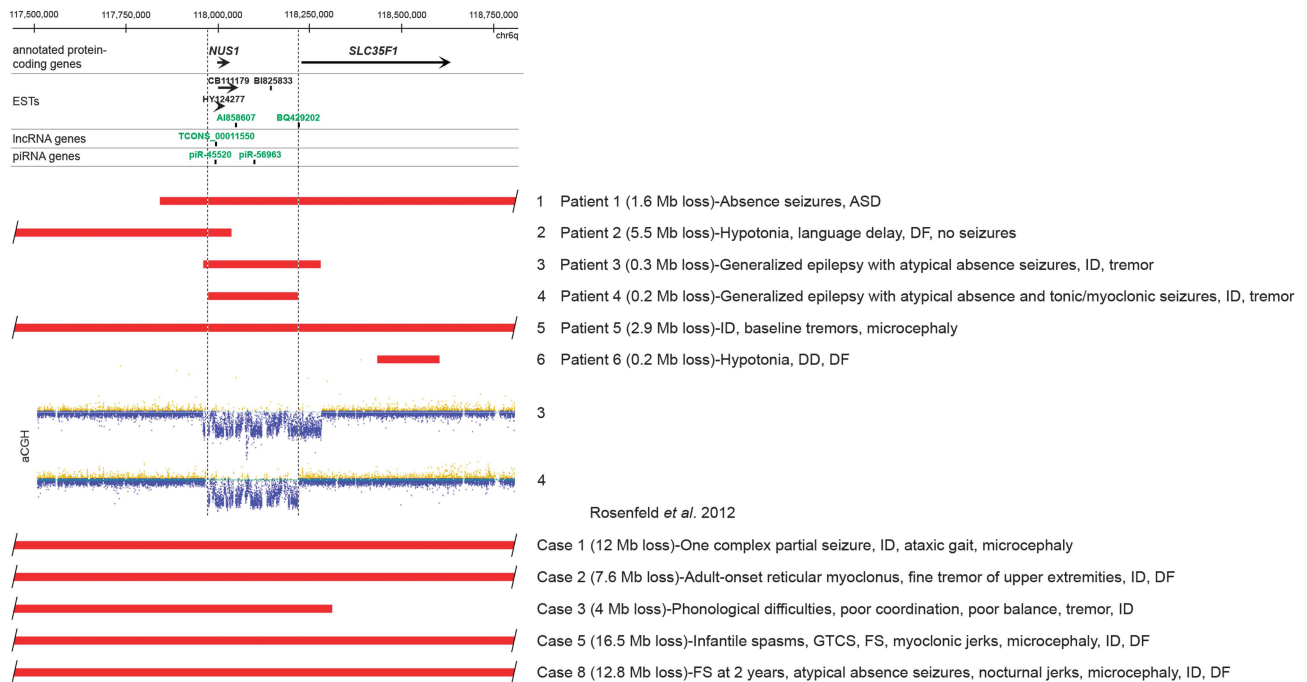 117,500,000 117,750,000 118,000,000 118,250,000 118,500,000 118,750,000
chr6q
annotated protein-
coding genes
NUS1 SLC35F1
CB111179 BI825833
ESTs
HY124277
AI858607 BQ429202
lncRNA genes TCONS_00011550
piRNA genes piR-45520 piR-56963
1 Patient 1 (1.6 Mb loss)-Absence seizures, ASD
2 Patient 2 (5.5 Mb loss)-Hypotonia, language delay, DF, no seizures
3 Patient 3 (0.3 Mb loss)-Generalized epilepsy with atypical absence seizures, ID, tremor
4 Patient 4 (0.2 Mb loss)-Generalized epilepsy with atypical absence and tonic/myoclonic seizures, ID, tremor
5 Patient 5 (2.9 Mb loss)-ID, baseline tremors, microcephaly
6 Patient 6 (0.2 Mb loss)-Hypotonia, DD, DF
aCGH
3
4
Rosenfeld et al. 2012
Case 1 (12 Mb loss)-One complex partial seizure, ID, ataxic gait, microcephaly
Case 2 (7.6 Mb loss)-Adult-onset reticular myoclonus, fine tremor of upper extremities, ID, DF
Case 3 (4 Mb loss)-Phonological difficulties, poor coordination, poor balance, tremor, ID
Case 5 (16.5 Mb loss)-Infantile spasms, GTCS, FS, myoclonic jerks, microcephaly, ID, DF
Case 8 (12.8 Mb loss)-FS at 2 years, atypical absence seizures, nocturnal jerks, microcephaly, ID, DF